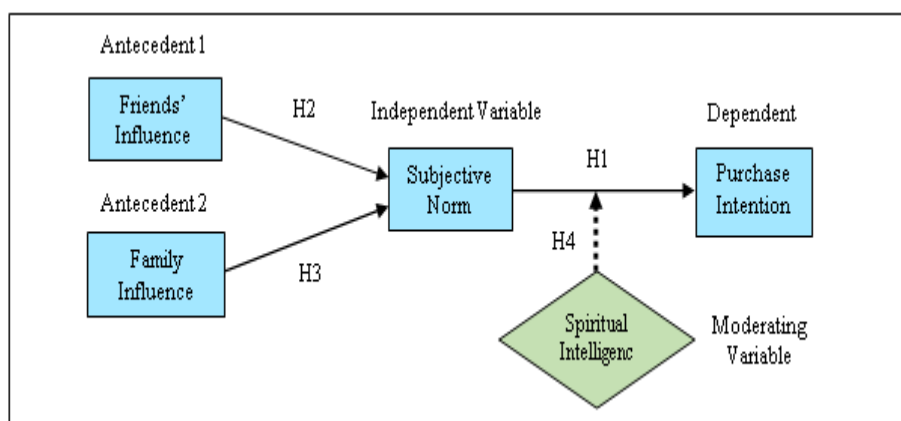 Antecedent 1
Friends'
Influence
H2
Independent Variable
Subjective
Norm
H1
Dependent
Purchase
Intention
Antecedent 2
Family
Influence
H3
H4
Spiritual
Intelligenc
Moderating
Variable